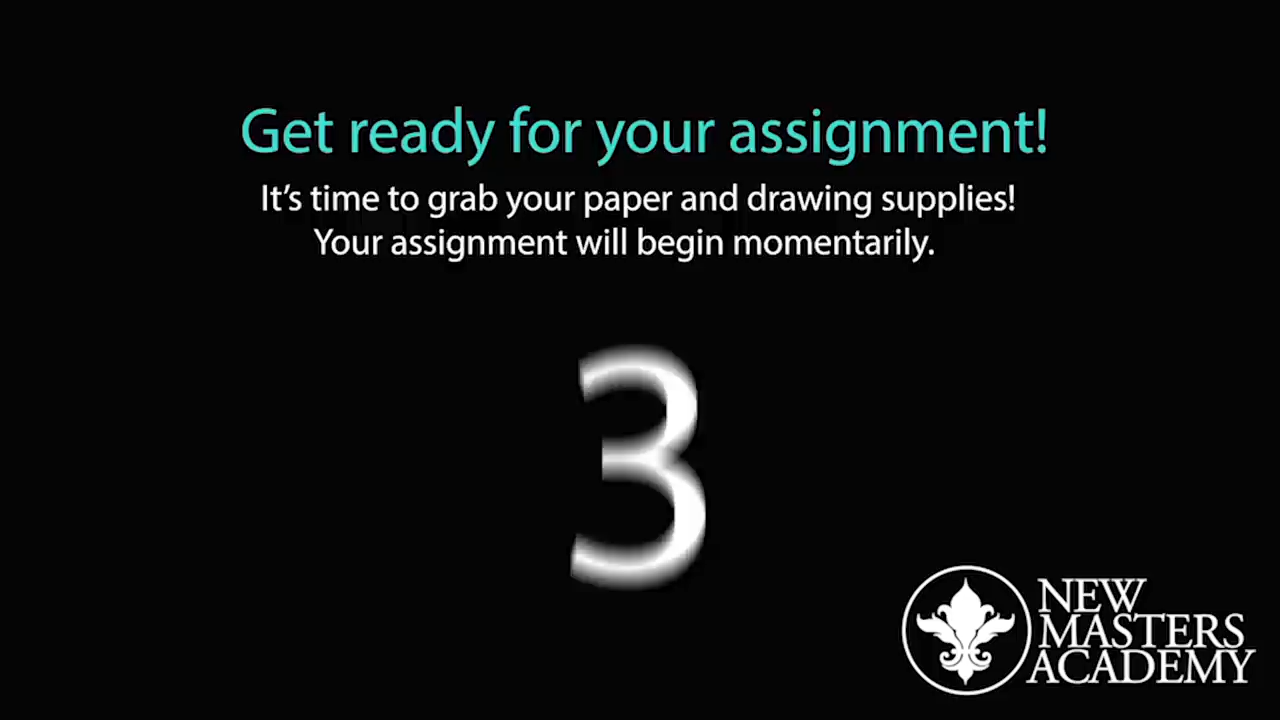 Get ready for your assignment!
It's time to grab your paper and drawing supplies!
Your assignment will begin momentarily.
3
NEW
MASTERS
ACADEMY